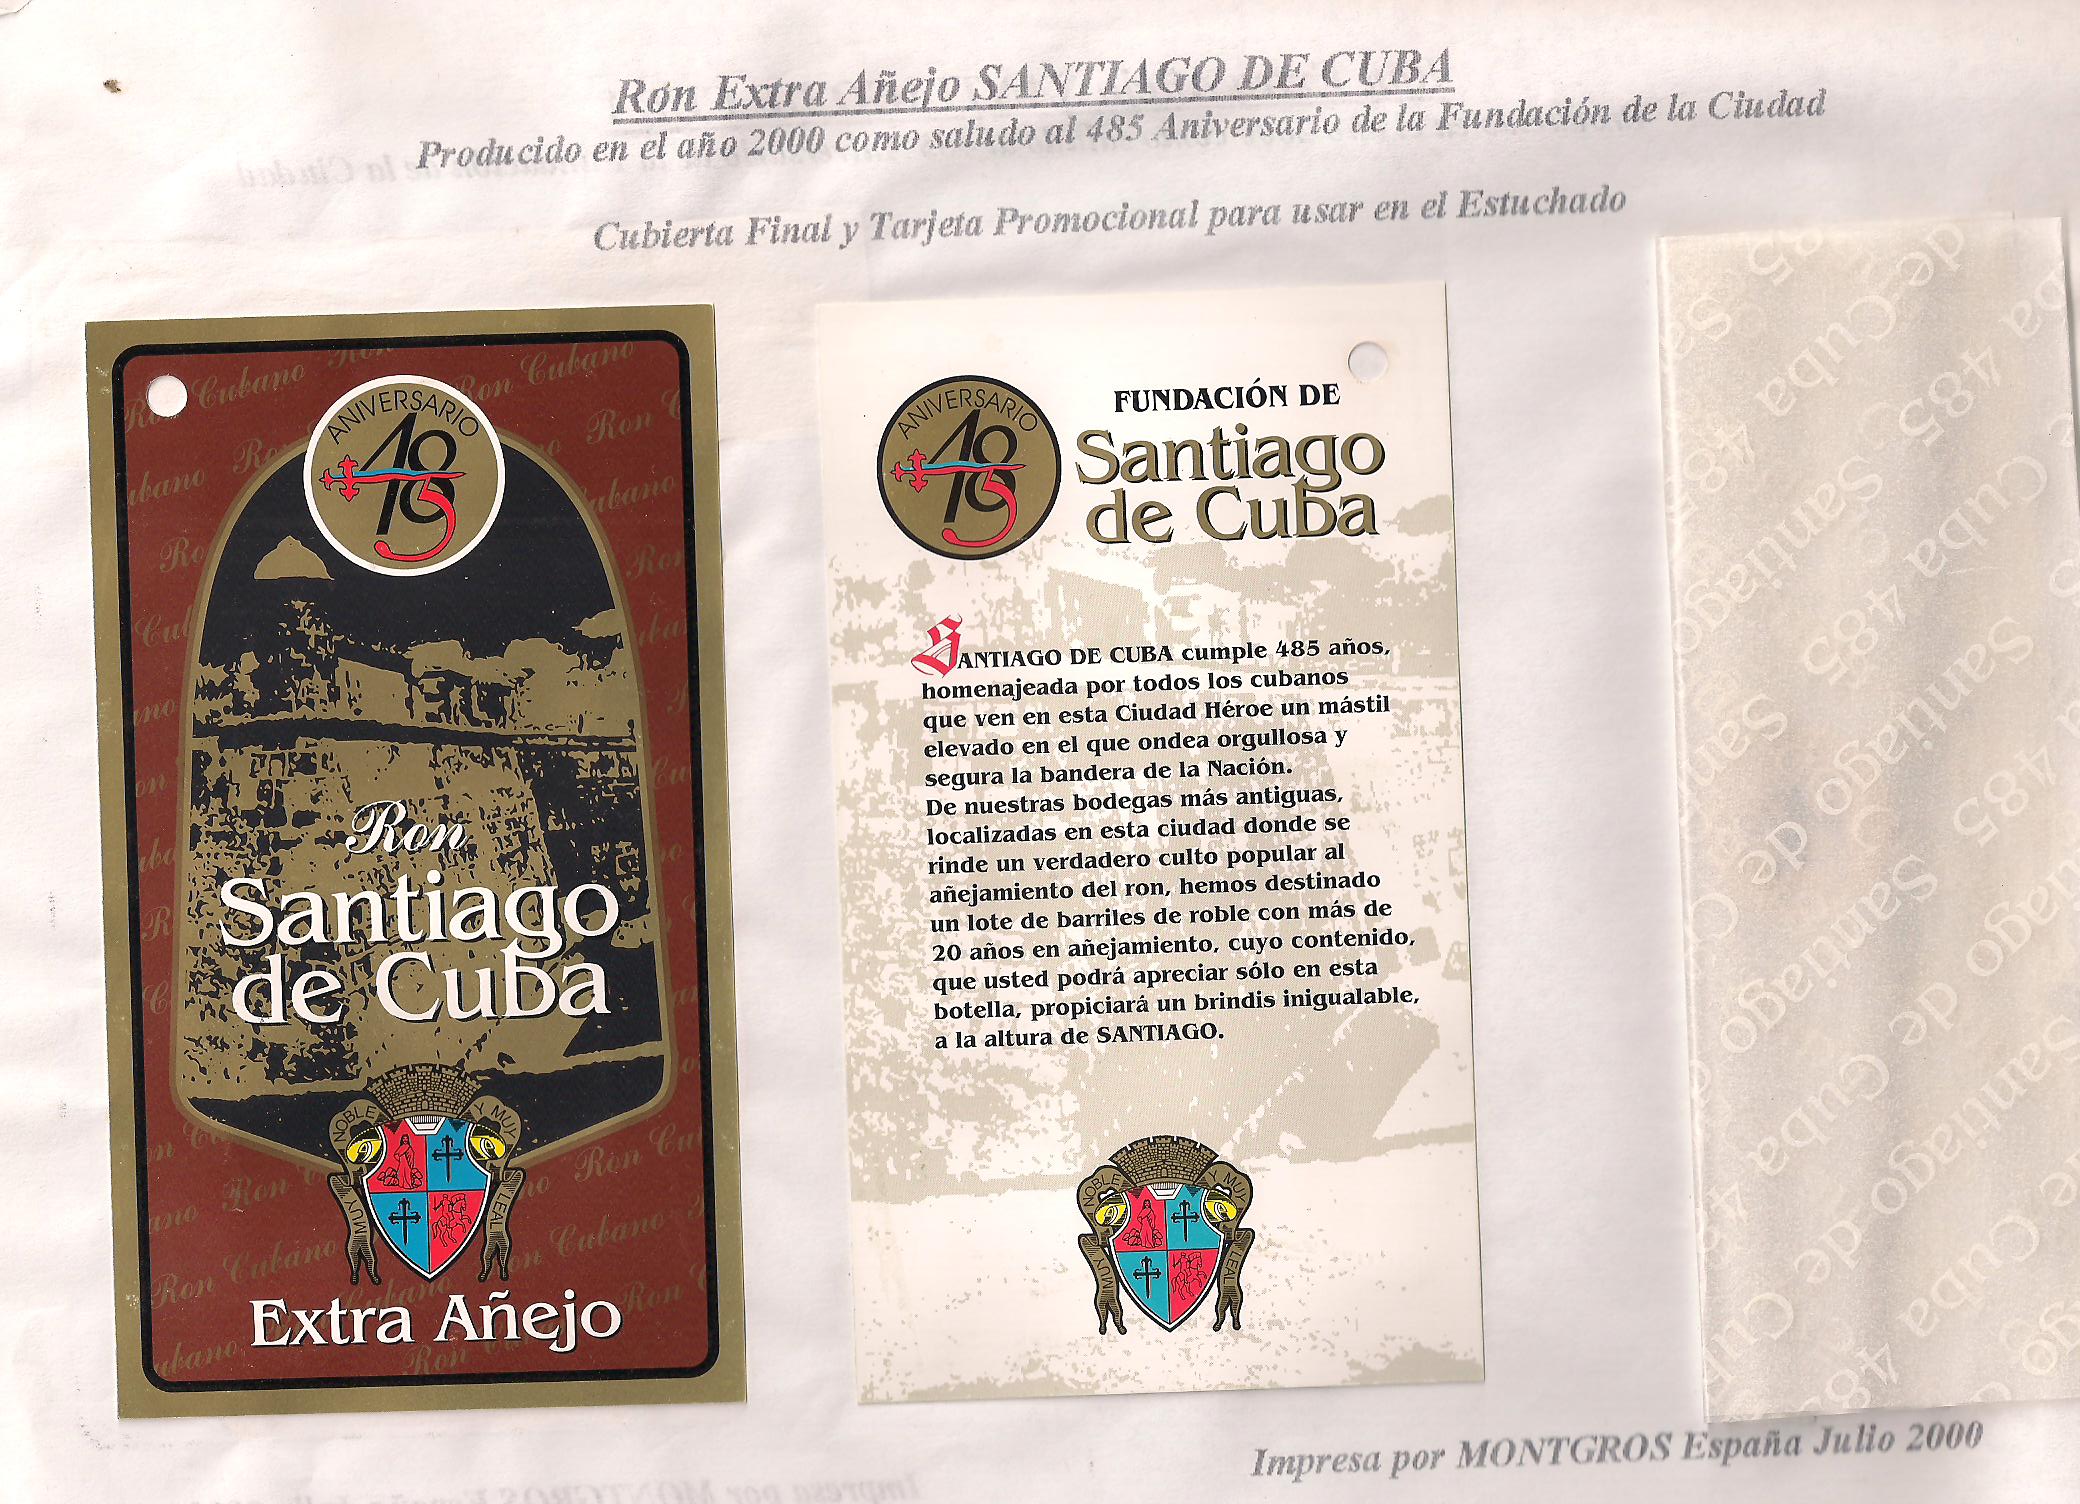 Ron Extra Añejo SANTIAGO DE CUBA
Producido en el año 2000 como saludo al 485 Aniversario de la Fundación de la Ciudad
Cubierta Final y Tarjeta Promocional para usar en el Estuchado
ANIVERSARIO
485
Ron
Santiago
de Cuba
NOBLE Y MUY
MUY LEAL
Extra Añejo
Ron Cubano
ANIVERSARIO
485
FUNDACIÓN DE
Santiago
de Cuba
SANTIAGO DE CUBA cumple 485 años,
homenajeada por todos los cubanos
que ven en esta Ciudad Héroe un mástil
elevado en el que ondea orgullosa y
segura la bandera de la Nación.
De nuestras bodegas más antiguas,
localizadas en esta ciudad donde se
rinde un verdadero culto popular al
añejamiento del ron, hemos destinado
un lote de barriles de roble con más de
20 años en añejamiento, cuyo contenido,
que usted podrá apreciar sólo en esta
botella, propiciará un brindis inigualable,
a la altura de SANTIAGO.
NOBLE Y MUY
MUY LEAL
Santiago de Cuba 485
Impresa por MONTGROS España Julio 2000